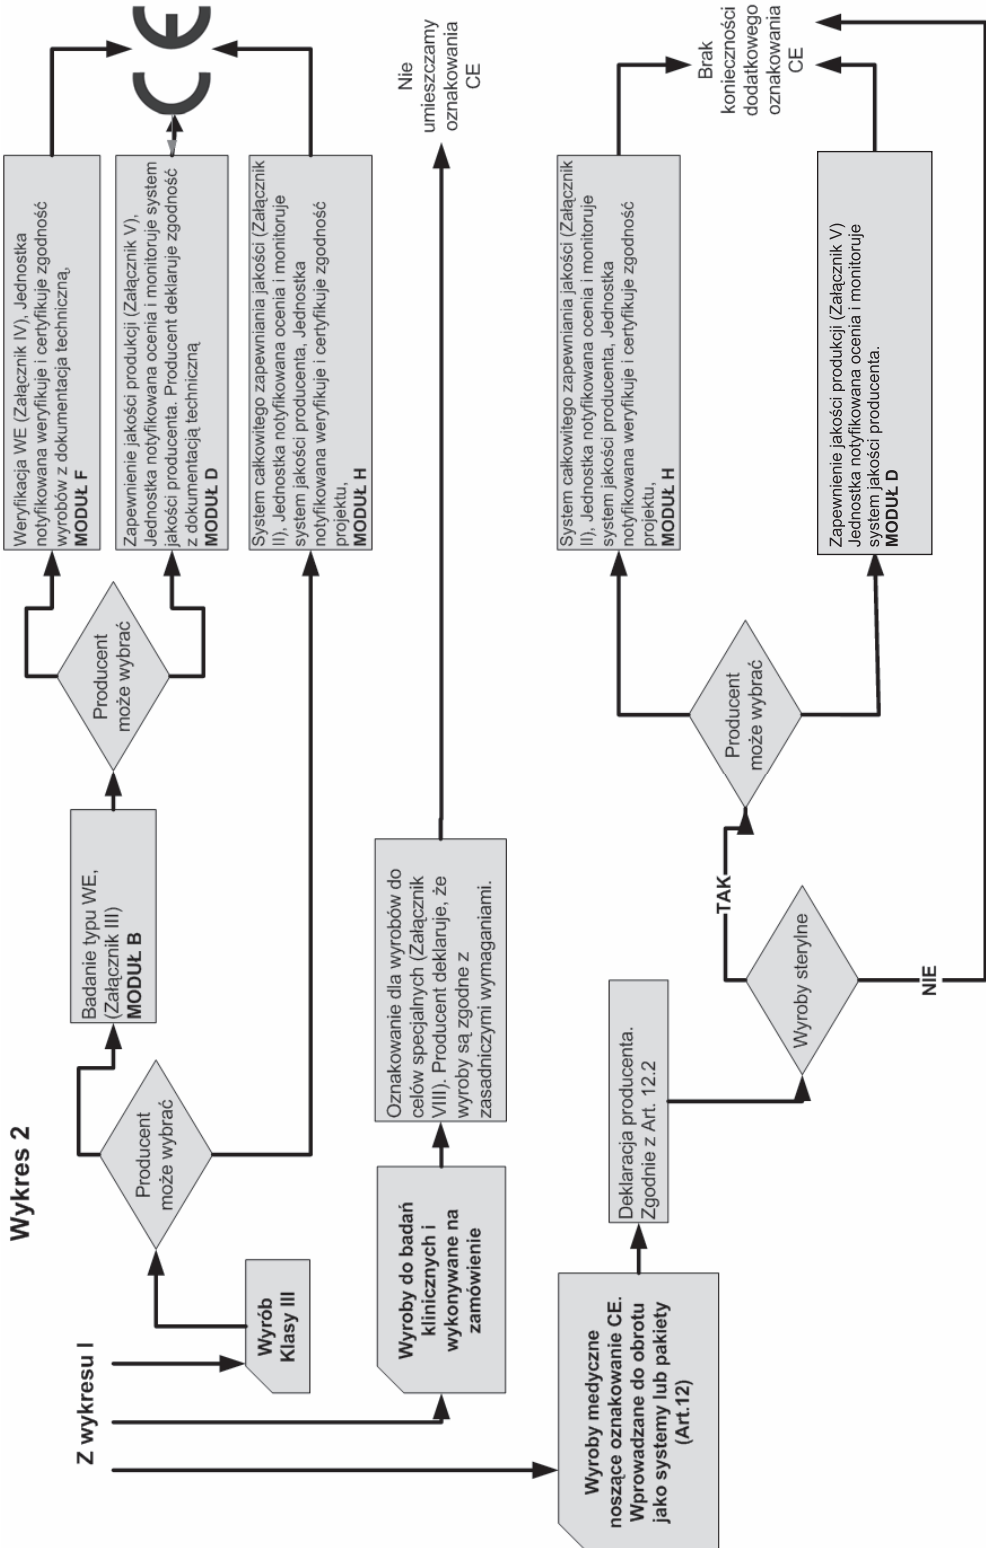 Wykres 2
Z wykresu I
Wyrób
Klasy III
Producent
może wybrać
Badanie typu WE,
(Załącznik III)
MODUŁ B
Producent
może wybrać
Weryfikacja WE (Załącznik IV), Jednostka
notyfikowana weryfikuje i certyfikuje zgodność
wyrobów z dokumentacja techniczną,
MODUŁ F
Zapewnienie jakości produkcji (Załącznik V),
Jednostka notyfikowana ocenia i monitoruje system
jakości producenta. Producent deklaruje zgodność
z dokumentacją techniczną
MODUŁ D
System całkowitego zapewniania jakości (Załącznik
II), Jednostka notyfikowana ocenia i monitoruje
system jakości producenta, Jednostka
notyfikowana weryfikuje i certyfikuje zgodność
projektu,
MODUŁ H
CE
Wyroby do badań
klinicznych i
wykonywane na
zamówienie
Oznakowanie dla wyrobów do
celów specjalnych (Załącznik
VIII). Producent deklaruje, że
wyroby są zgodne z
zasadniczymi wymaganiami.
Nie
umieszczamy
oznakowania
CE
Wyroby medyczne
noszące oznakowanie CE.
Wprowadzane do obrotu
jako systemy lub pakiety
(Art.12)
Deklaracja producenta.
Zgodnie z Art. 12.2
Wyroby sterylne
TAK
NIE
Producent
może wybrać
System całkowitego zapewniania jakości (Załącznik
II), Jednostka notyfikowana ocenia i monitoruje
system jakości producenta, Jednostka
notyfikowana weryfikuje i certyfikuje zgodność
projektu,
MODUŁ H
Zapewnienie jakości produkcji (Załącznik V)
Jednostka notyfikowana ocenia i monitoruje
system jakości producenta.
MODUŁ D
Brak
konieczności
dodatkowego
oznakowania
CE